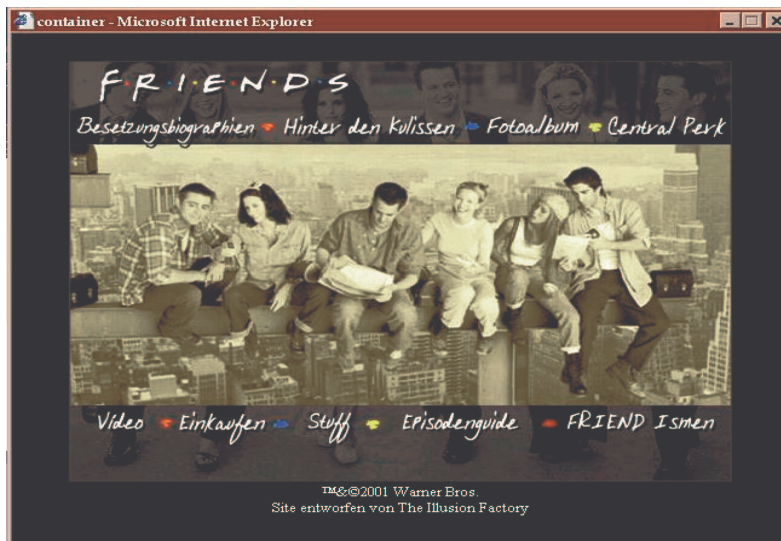 container - Microsoft Internet Explorer
F·R·I·E·N·D·S
Besetzungsbiographien Hinter den Kulissen Fotoalbum Central Perk
Video Einkaufen Stuff Episodenguide FRIEND Ismen
™&©2001 Warner Bros.
Site entworfen von The Illusion Factory